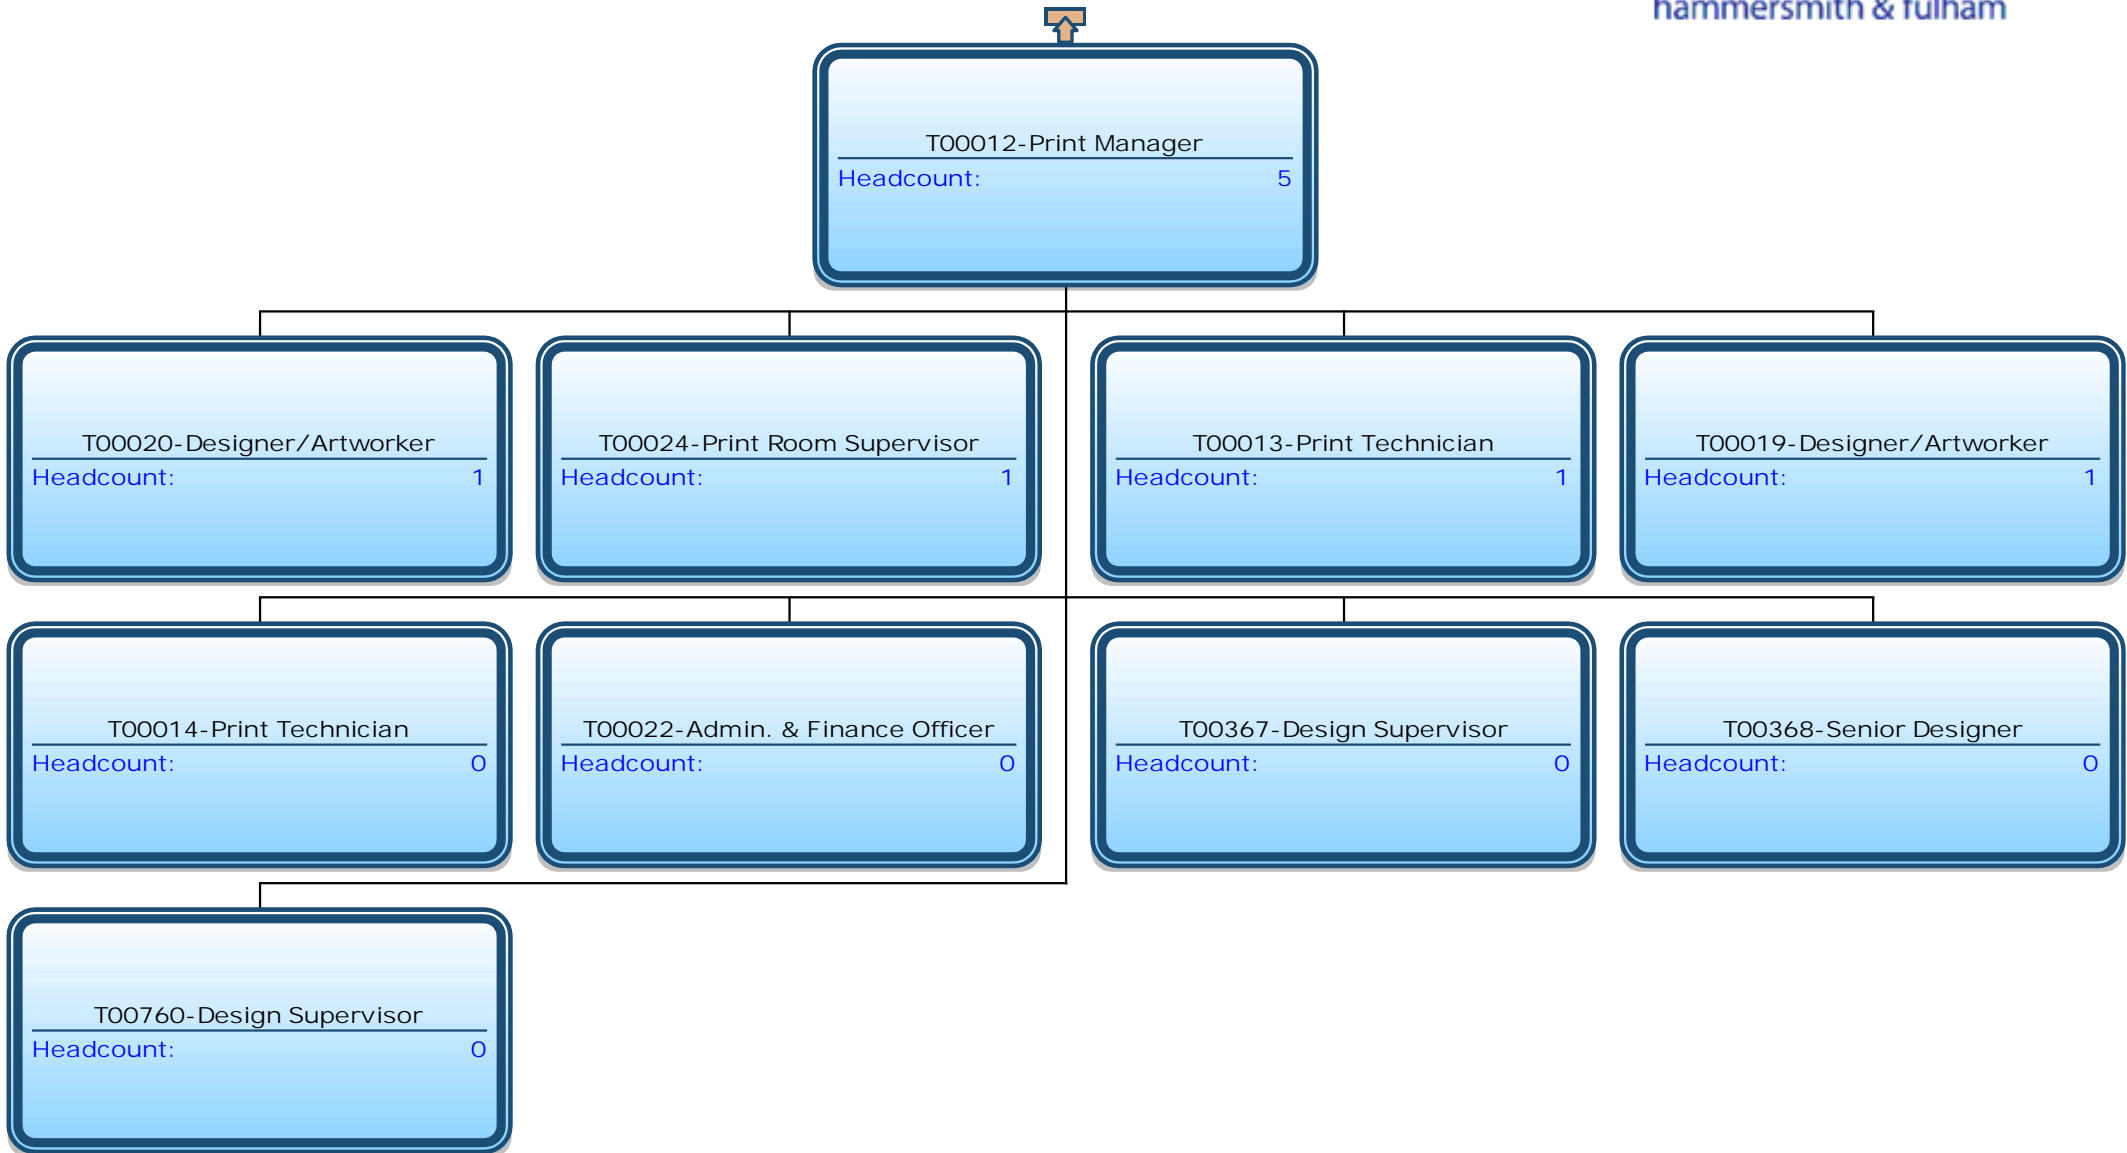 hammersmith & fulham
T00012-Print Manager
Headcount: 5
T00020-Designer/Artworker
Headcount: 1
T00024-Print Room Supervisor
Headcount: 1
T00013-Print Technician
Headcount: 1
T00019-Designer/Artworker
Headcount: 1
T00014-Print Technician
Headcount: 0
T00022-Admin. & Finance Officer
Headcount: 0
T00367-Design Supervisor
Headcount: 0
T00368-Senior Designer
Headcount: 0
T00760-Design Supervisor
Headcount: 0